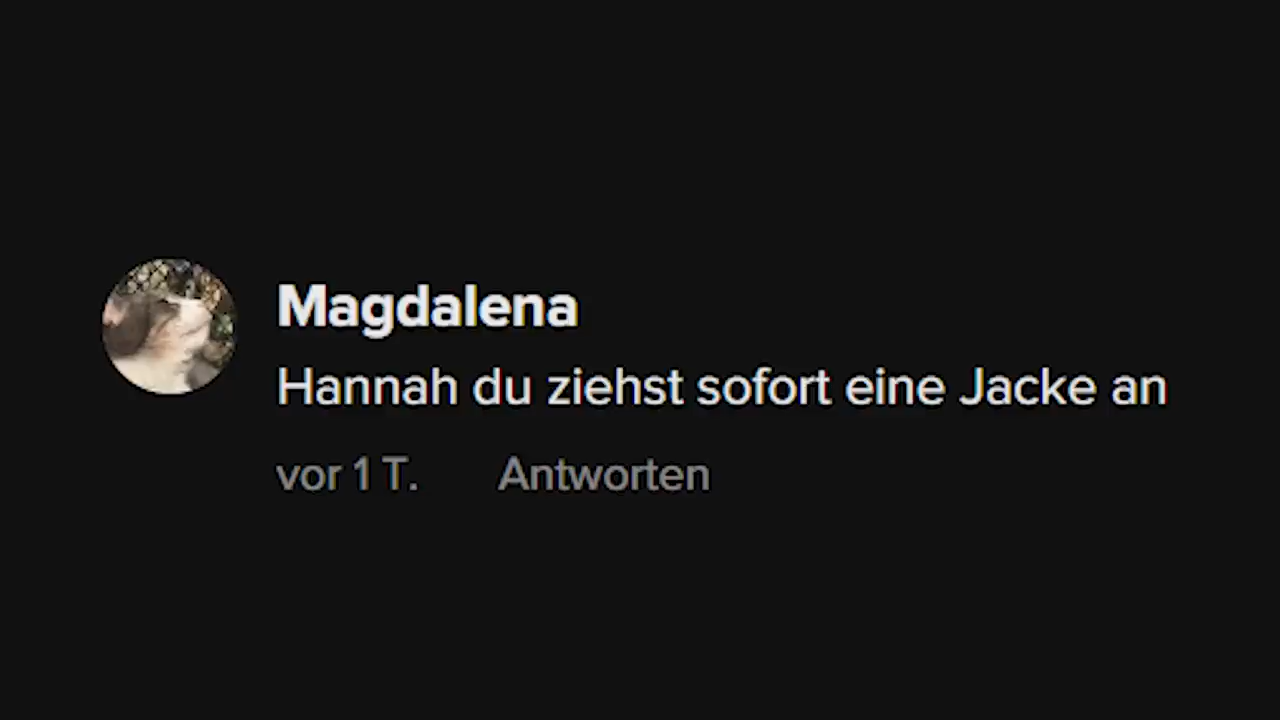 Magdalena
Hannah du ziehst sofort eine Jacke an
vor 1 T. Antworten